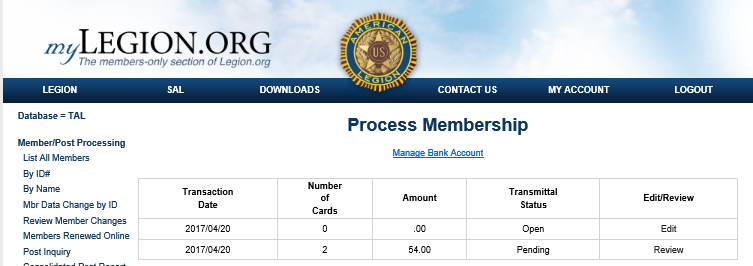 myLEGION.ORG
The members-only section of Legion.org
AMERICAN
US
LEGION
LEGION SAL DOWNLOADS CONTACT US MY ACCOUNT LOGOUT
Database = TAL
Member/Post Processing
List All Members
By ID#
By Name
Mbr Data Change by ID
Review Member Changes
Members Renewed Online
Post Inquiry
Consolidated Post Report
Process Membership
Manage Bank Account
Transaction Date
Number of Cards
Amount
Transmittal Status
Edit/Review
2017/04/20 0 .00 Open Edit
2017/04/20 2 54.00 Pending Review